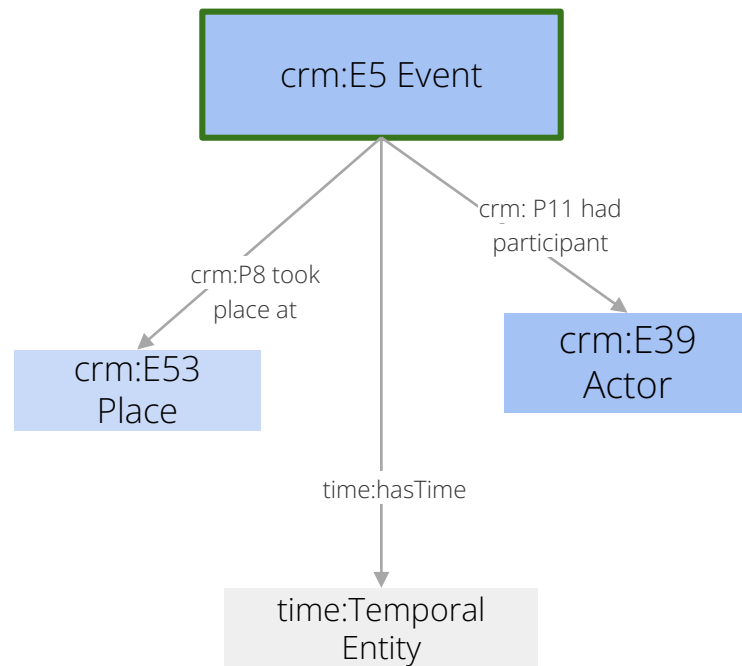 crm:E5 Event
crm: P11 had
participant
crm:P8 took
place at
crm:E53
Place
crm:E39
Actor
time:hasTime
time:Temporal
Entity